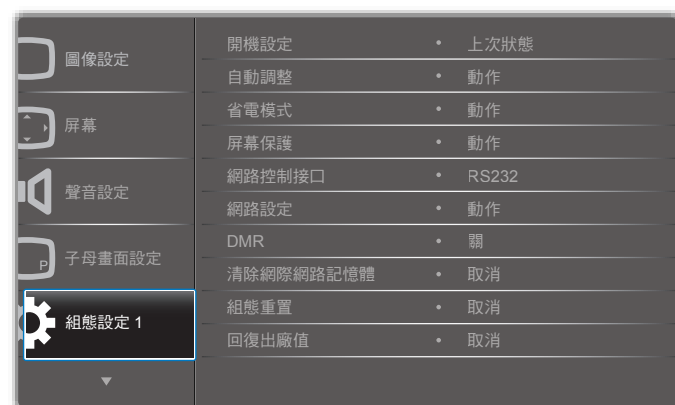 圖像設定
屏幕
聲音設定
P
子母畫面設定
組態設定 1
開機設定 • 上次狀態
自動調整 • 動作
省電模式 • 動作
屏幕保護 • 動作
網路控制接口 • RS232
網路設定 • 動作
DMR • 關
清除網際網路記憶體 • 取消
組態重置 • 取消
回復出廠值 • 取消